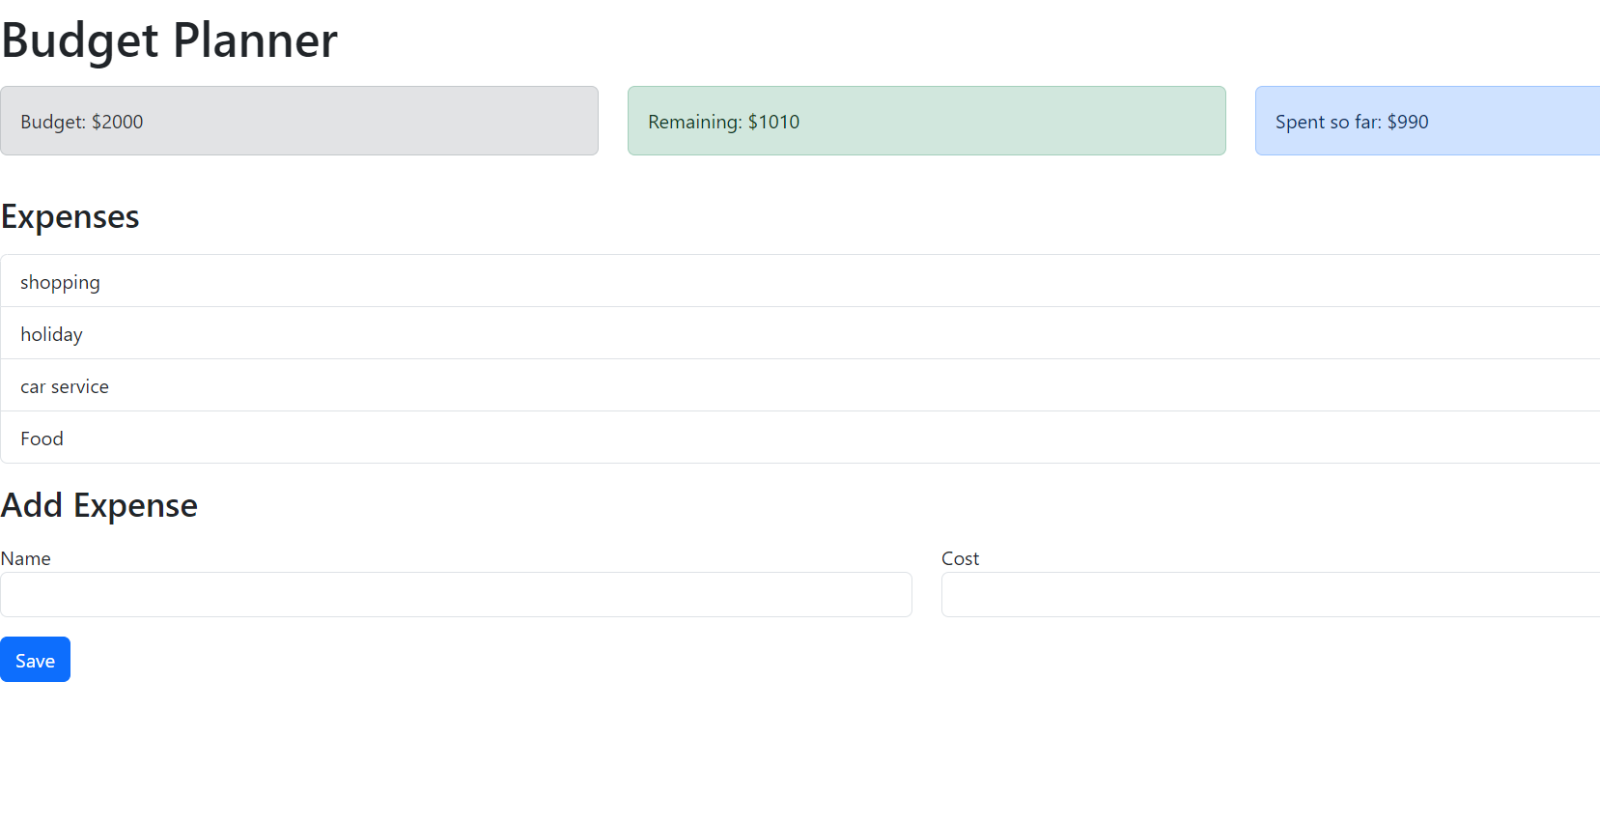 Budget Planner
Budget: $2000
Remaining: $1010
Spent so far: $990
Expenses
shopping
holiday
car service
Food
Add Expense
Name
Cost
Save